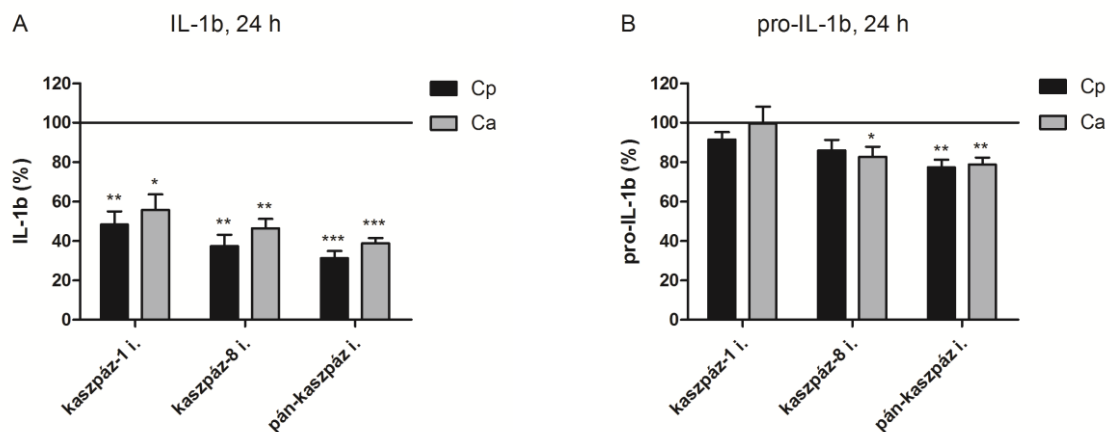 A
IL-1b, 24 h
IL-1b (%)
120
100
80
60
40
20
0
Cp
Ca
**
*
**
**
***
***
kaszpáz-1 i.
kaszpáz-8 i.
pán-kaszpáz i.
B
pro-IL-1b, 24 h
pro-IL-1b (%)
120
100
80
60
40
20
0
Cp
Ca
*
**
**
kaszpáz-1 i.
kaszpáz-8 i.
pán-kaszpáz i.